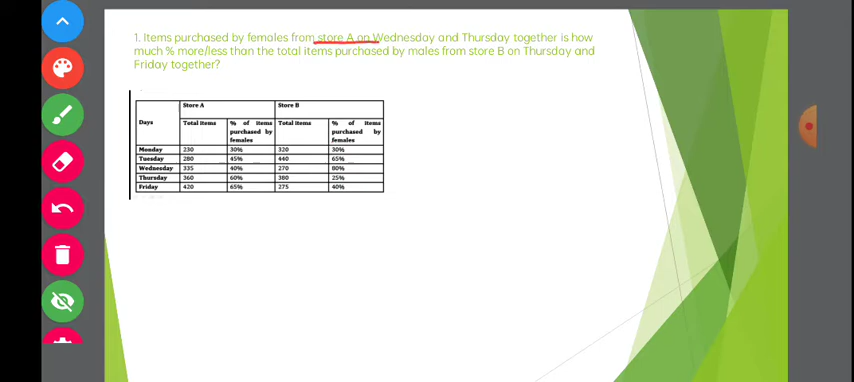 1. Items purchased by females from store A on Wednesday and Thursday together is how
much % more/less than the total items purchased by males from store B on Thursday and
Friday together?
Days Store A Store B
Total items % of items purchased by females Total items % of items purchased by females
Monday 230 30% 320 30%
Tuesday 280 45% 440 65%
Wednesday 335 40% 270 80%
Thursday 360 60% 380 25%
Friday 420 65% 275 40%